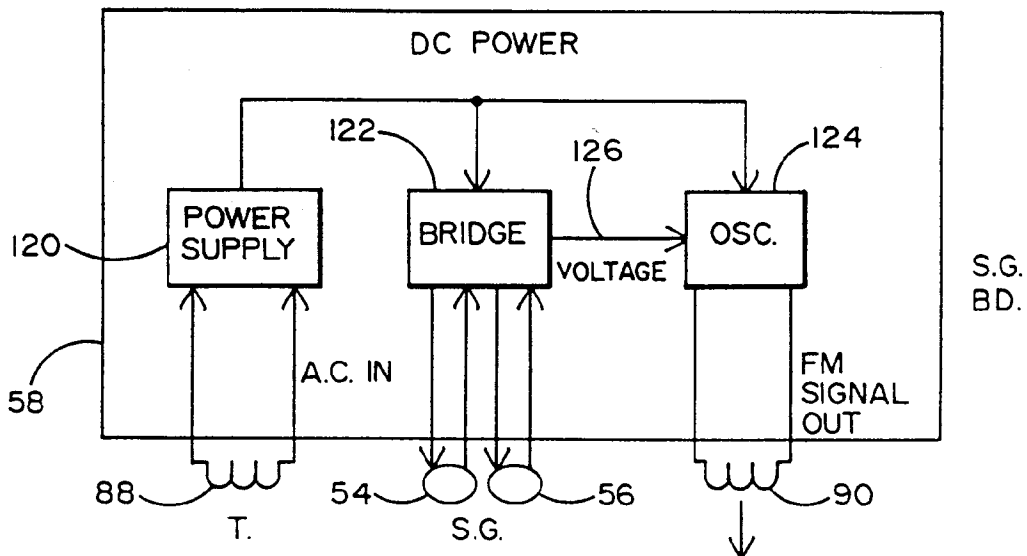 DC POWER
122
126
124
POWER
SUPPLY
BRIDGE
OSC.
120
VOLTAGE
S.G.
BD.
A.C. IN
FM
SIGNAL
OUT
58
88
54
56
90
T.
S.G.